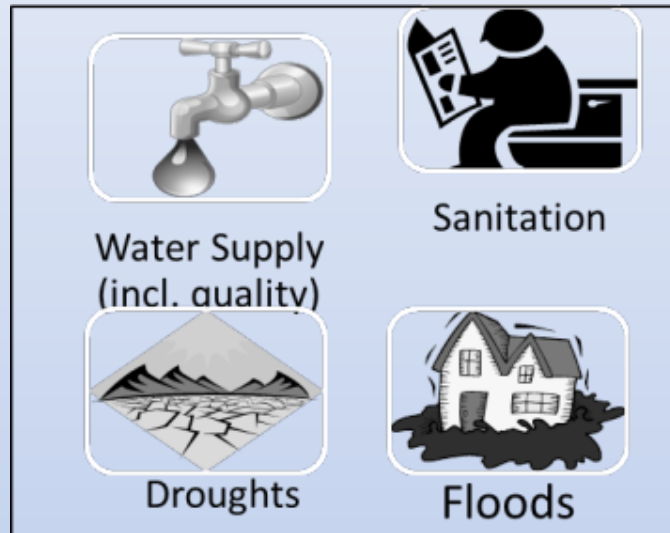 Sanitation
Water Supply
(incl. quality)
Droughts
Floods